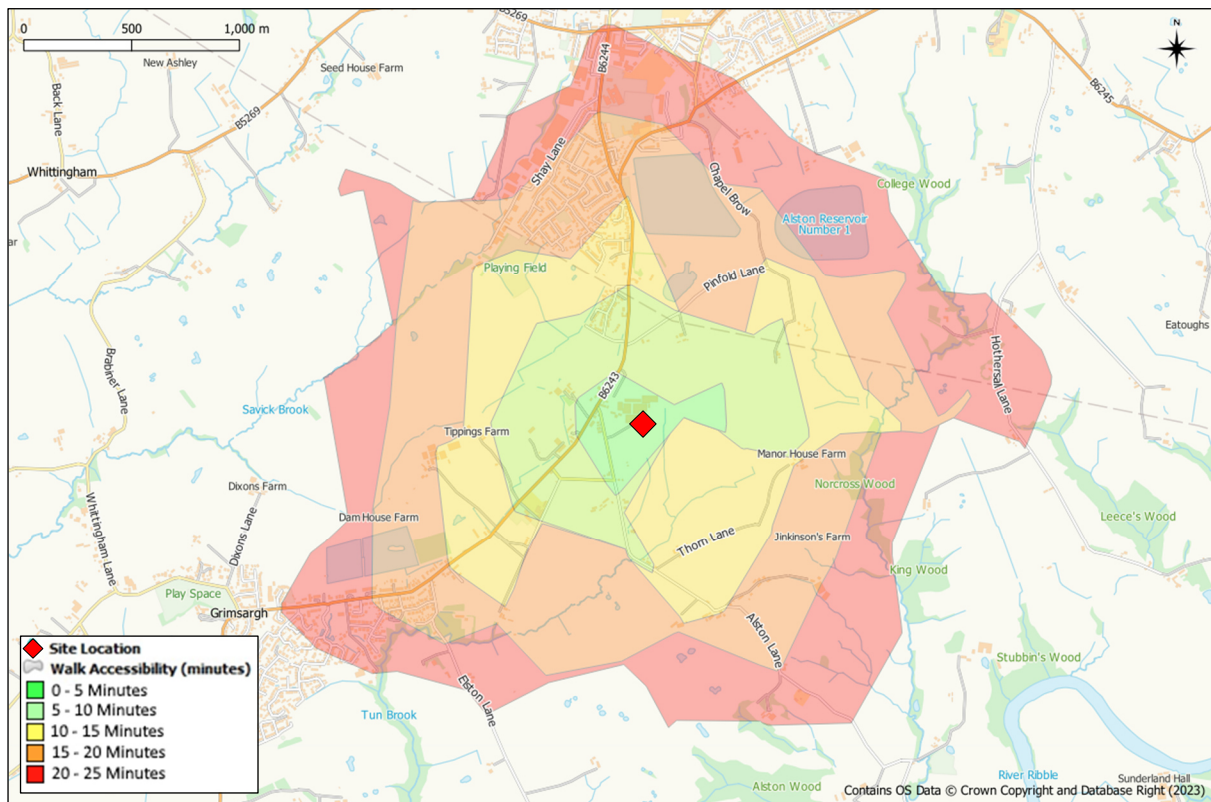 0 500 1,000 m
B5269
N
New Ashley
Seed House Farm
B6244
B6245
Back Lane
B5269
Whittingham
Shay Lane
Chapel Brow
College Wood
Alston Reservoir
Number 1
ar
Playing Field
Pinfold Lane
Eatoughs
Hothersall Lane
Brabiner Lane
B6243
Savick Brook
Tippings Farm
Manor House Farm
Norcross Wood
Dixons Farm
Whittingham Lane
Dixons Lane
Dam House Farm
Thorn Lane
Jinkinson's Farm
Leece's Wood
King Wood
Play Space
Grimsargh
Alston Lane
Stubbin's Wood
Elston Lane
Tun Brook
River Ribble
Sunderland Hall
Alston Wood
Site Location
Walk Accessibility (minutes)
0 - 5 Minutes
5 - 10 Minutes
10 - 15 Minutes
15 - 20 Minutes
20 - 25 Minutes
Contains OS Data © Crown Copyright and Database Right (2023)